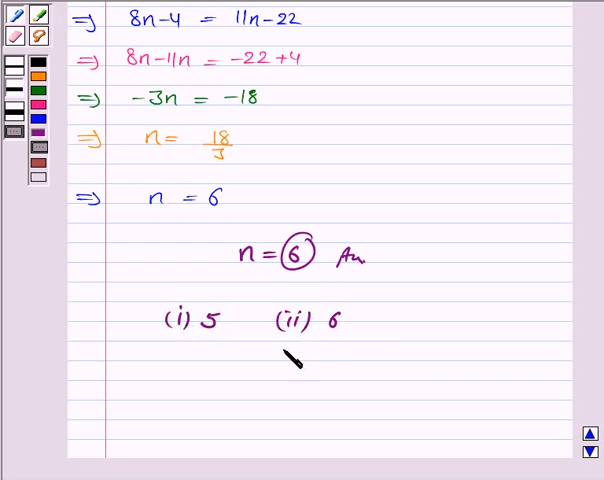 => 8n-4 = 11n-22
=> 8n-11n = -22+4
=> -3n = -18
=> n = 18/3
=> n = 6
n = 6 Ans
(i) 5 (ii) 6